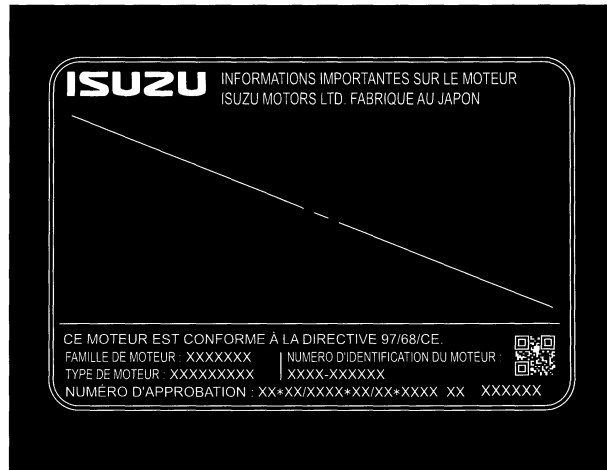 ISUZU
INFORMATIONS IMPORTANTES SUR LE MOTEUR
ISUZU MOTORS LTD. FABRIQUE AU JAPON
CE MOTEUR EST CONFORME À LA DIRECTIVE 97/68/CE.
FAMILLE DE MOTEUR : XXXXXXX
TYPE DE MOTEUR : XXXXXXXXX
NUMERO D'IDENTIFICATION DU MOTEUR :
XXXX-XXXXXX
NUMÉRO D'APPROBATION : XX*XX/XXXX*XX/XX*XXXX XX XXXXXX